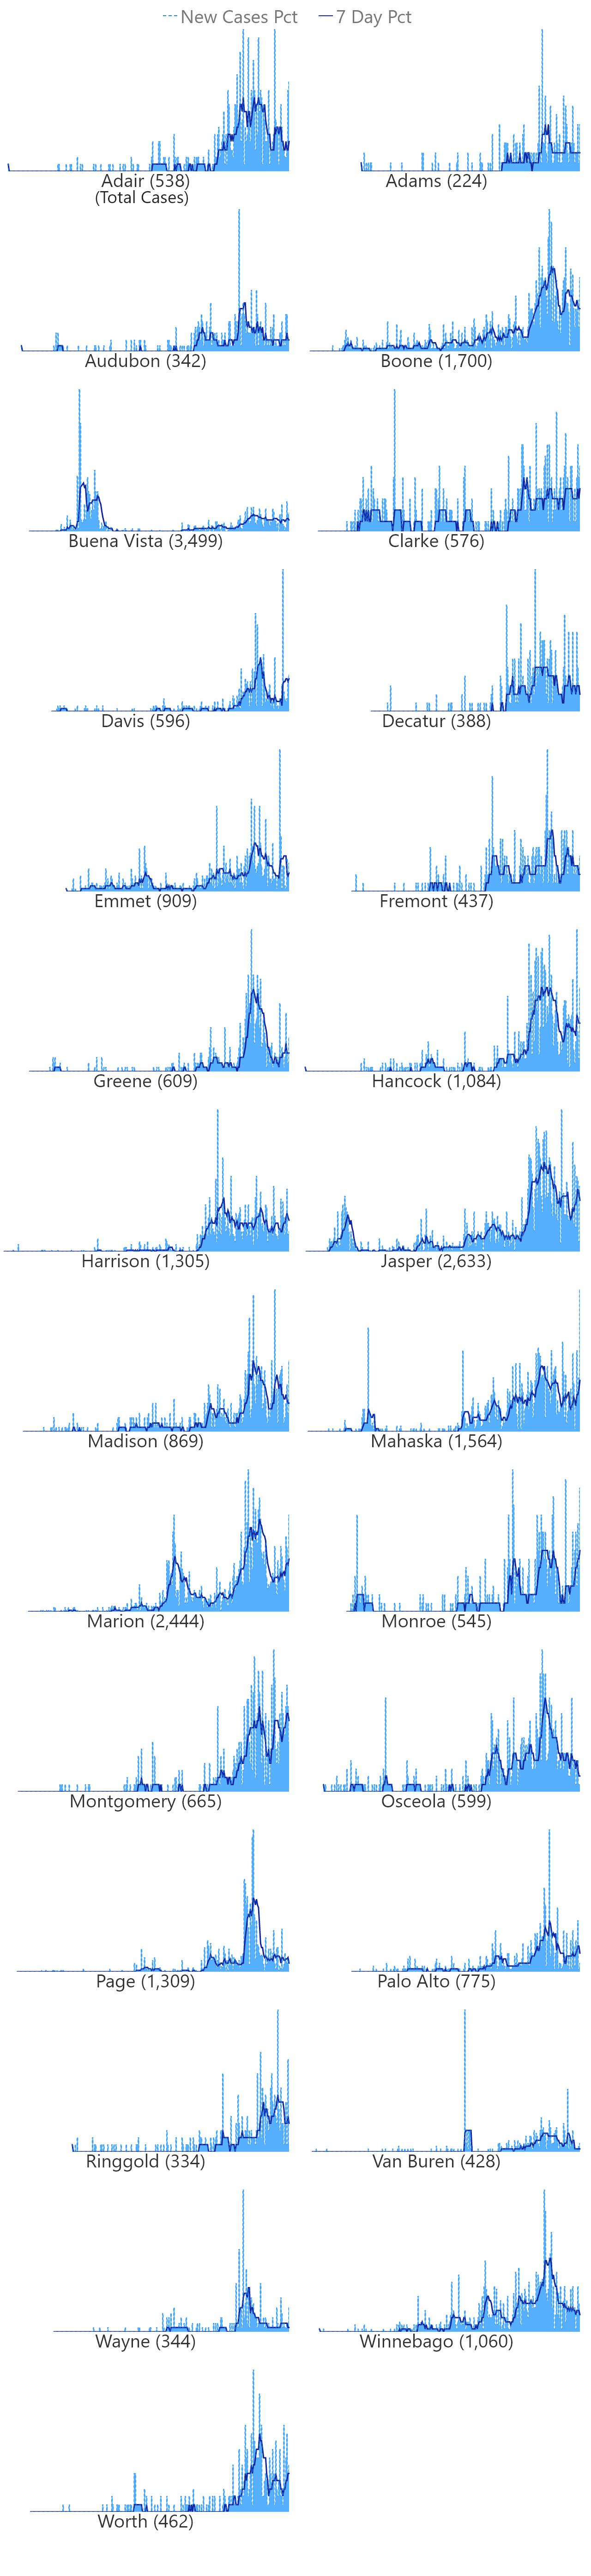 New Cases Pct 7 Day Pct
Adair (538) Adams (224)
(Total Cases)
Audubon (342) Boone (1,700)
Buena Vista (3,499) Clarke (576)
Davis (596) Decatur (388)
Emmet (909) Fremont (437)
Greene (609) Hancock (1,084)
Harrison (1,305) Jasper (2,633)
Madison (869) Mahaska (1,564)
Marion (2,444) Monroe (545)
Montgomery (665) Osceola (599)
Page (1,309) Palo Alto (775)
Ringgold (334) Van Buren (428)
Wayne (344) Winnebago (1,060)
Worth (462)